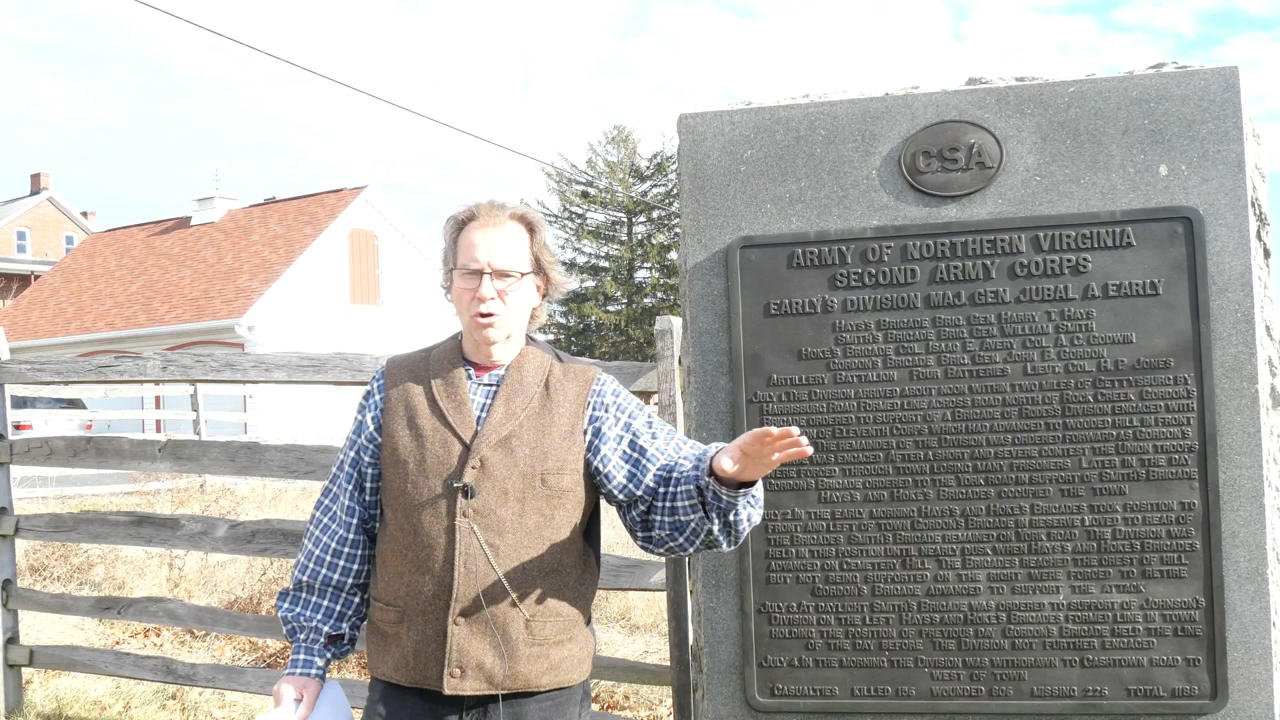 CSA
ARMY OF NORTHERN VIRGINIA
SECOND ARMY CORPS
EARLY'S DIVISION MAJ. GEN. JUBAL A. EARLY
HAYS'S BRIGADE BRIG. GEN. HARRY T. HAYS
SMITH'S BRIGADE BRIG. GEN. WILLIAM SMITH
HOKE'S BRIGADE COL. ISAAC E. AVERY COL. A. C. GODWIN
GORDON'S BRIGADE BRIG. GEN. JOHN B. GORDON
ARTILLERY BATTALION FOUR BATTERIES LIEUT. COL. H. P. JONES
JULY 1. THE DIVISION ARRIVED ABOUT NOON WITHIN TWO MILES OF GETTYSBURG BY
HARRISBURG ROAD FORMED LINE ACROSS ROAD NORTH OF ROCK CREEK GORDON'S
BRIGADE ORDERED TO SUPPORT OF A BRIGADE OF RODES'S DIVISION ENGAGED WITH
OF ELEVENTH CORPS WHICH HAD ADVANCED TO WOODED HILL IN FRONT
THE REMAINDER OF THE DIVISION WAS ORDERED FORWARD AS GORDON'S
WAS ENGAGED AFTER A SHORT AND SEVERE CONTEST THE UNION TROOPS
WERE FORCED THROUGH TOWN LOSING MANY PRISONERS LATER IN THE DAY
GORDON'S BRIGADE ORDERED TO THE YORK ROAD IN SUPPORT OF SMITH'S BRIGADE
HAYS'S AND HOKE'S BRIGADES OCCUPIED THE TOWN
JULY 2. IN THE EARLY MORNING HAYS'S AND HOKE'S BRIGADES TOOK POSITION TO
FRONT AND LEFT OF TOWN GORDON'S BRIGADE IN RESERVE MOVED TO REAR OF
THE BRIGADES SMITH'S BRIGADE REMAINED ON YORK ROAD THE DIVISION WAS
HELD IN THIS POSITION UNTIL NEARLY DUSK WHEN HAYS'S AND HOKE'S BRIGADES
ADVANCED ON CEMETERY HILL THE BRIGADES REACHED THE CREST OF HILL
BUT NOT BEING SUPPORTED ON THE RIGHT WERE FORCED TO RETIRE
GORDON'S BRIGADE ADVANCED TO SUPPORT THE ATTACK
JULY 3. AT DAYLIGHT SMITH'S BRIGADE WAS ORDERED TO SUPPORT OF JOHNSON'S
DIVISION ON THE LEFT HAYS'S AND HOKE'S BRIGADES FORMED LINE IN TOWN
HOLDING THE POSITION OF PREVIOUS DAY GORDON'S BRIGADE HELD THE LINE
OF THE DAY BEFORE THE DIVISION NOT FURTHER ENGAGED
JULY 4. IN THE MORNING THE DIVISION WAS WITHDRAWN TO CASHTOWN ROAD TO
WEST OF TOWN
CASUALTIES KILLED 156 WOUNDED 806 MISSING 226 TOTAL 1188